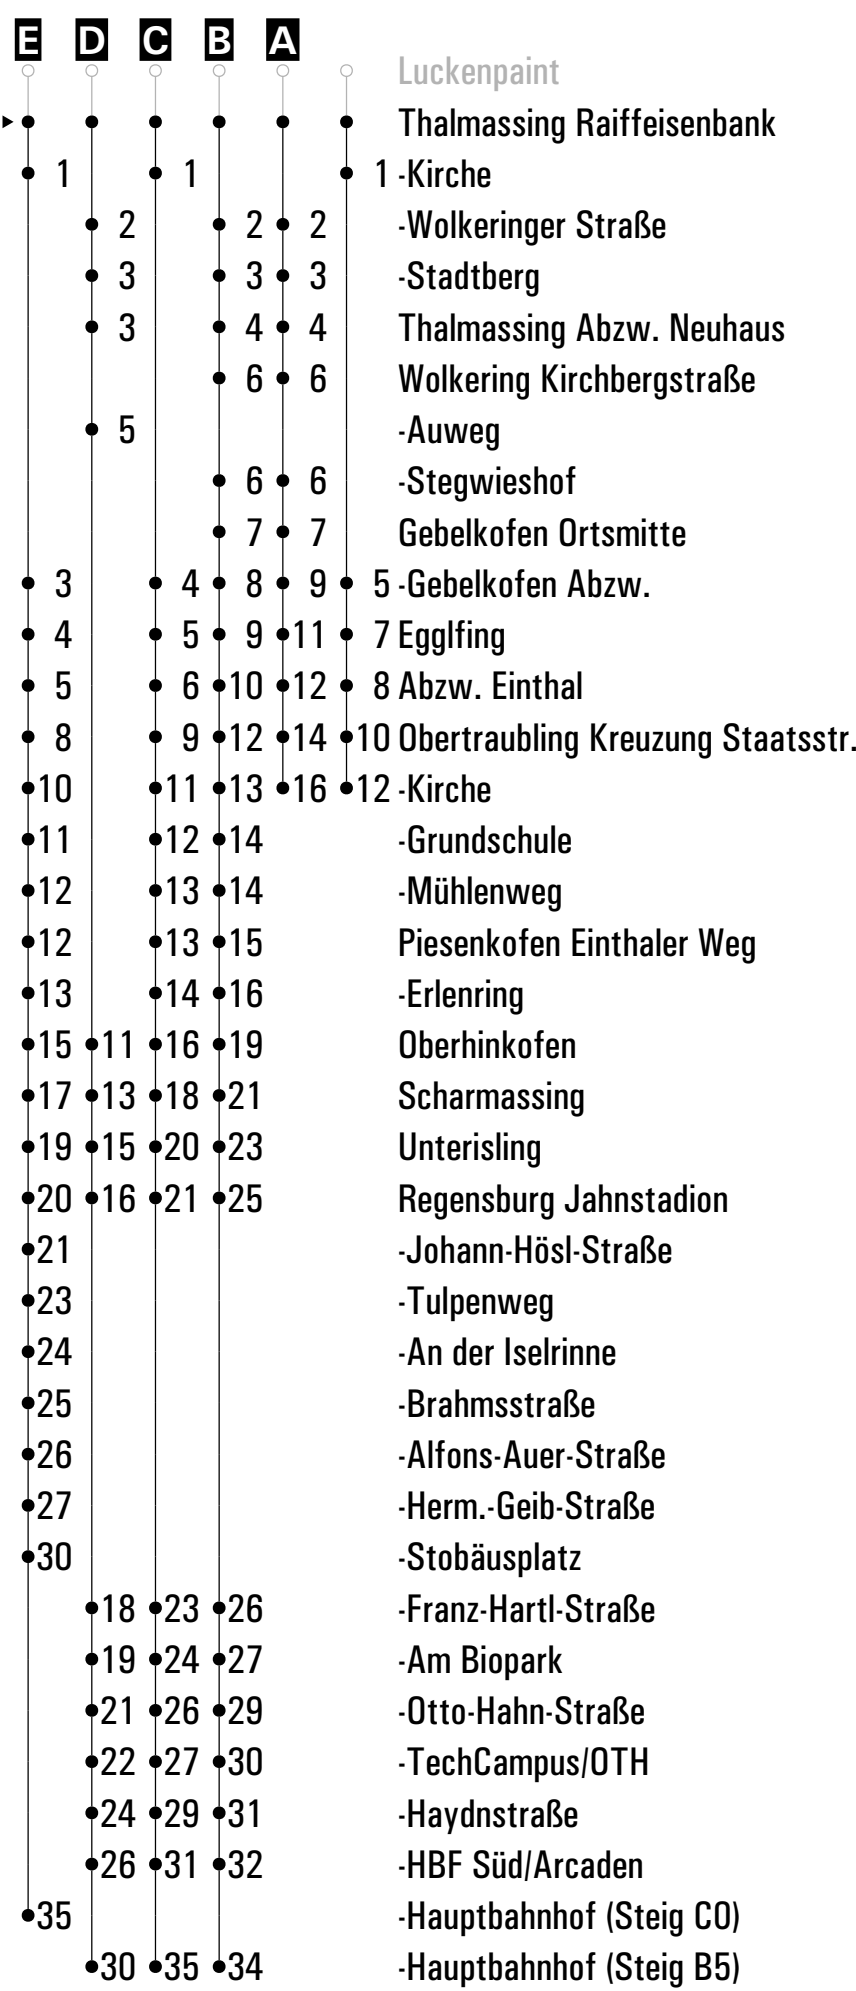 E D C B A
Luckenpaint
Thalmassing Raiffeisenbank
1 1 1 -Kirche
2 2 2 -Wolkeringer Straße
3 3 3 -Stadtberg
3 4 4 Thalmassing Abzw. Neuhaus
6 6 Wolkering Kirchbergstraße
5 -Auweg
6 6 -Stegwieshof
7 7 Gebelkofen Ortsmitte
3 4 8 9 5 -Gebelkofen Abzw.
4 5 9 11 7 Egglfing
5 6 10 12 8 Abzw. Einthal
8 9 12 14 10 Obertraubling Kreuzung Staatsstr.
10 11 13 16 12 -Kirche
11 12 14 -Grundschule
12 13 14 -Mühlenweg
12 13 15 Piesenkofen Einthaler Weg
13 14 16 -Erlenring
15 11 16 19 Oberhinkofen
17 13 18 21 Scharmassing
19 15 20 23 Unterisling
20 16 21 25 Regensburg Jahnstadion
21 -Johann-Hösl-Straße
23 -Tulpenweg
24 -An der Iselrinne
25 -Brahmsstraße
26 -Alfons-Auer-Straße
27 -Herm.-Geib-Straße
30 -Stobäusplatz
18 23 26 -Franz-Hartl-Straße
19 24 27 -Am Biopark
21 26 29 -Otto-Hahn-Straße
22 27 30 -TechCampus/OTH
24 29 31 -Haydnstraße
26 31 32 -HBF Süd/Arcaden
35 -Hauptbahnhof (Steig C0)
30 35 34 -Hauptbahnhof (Steig B5)